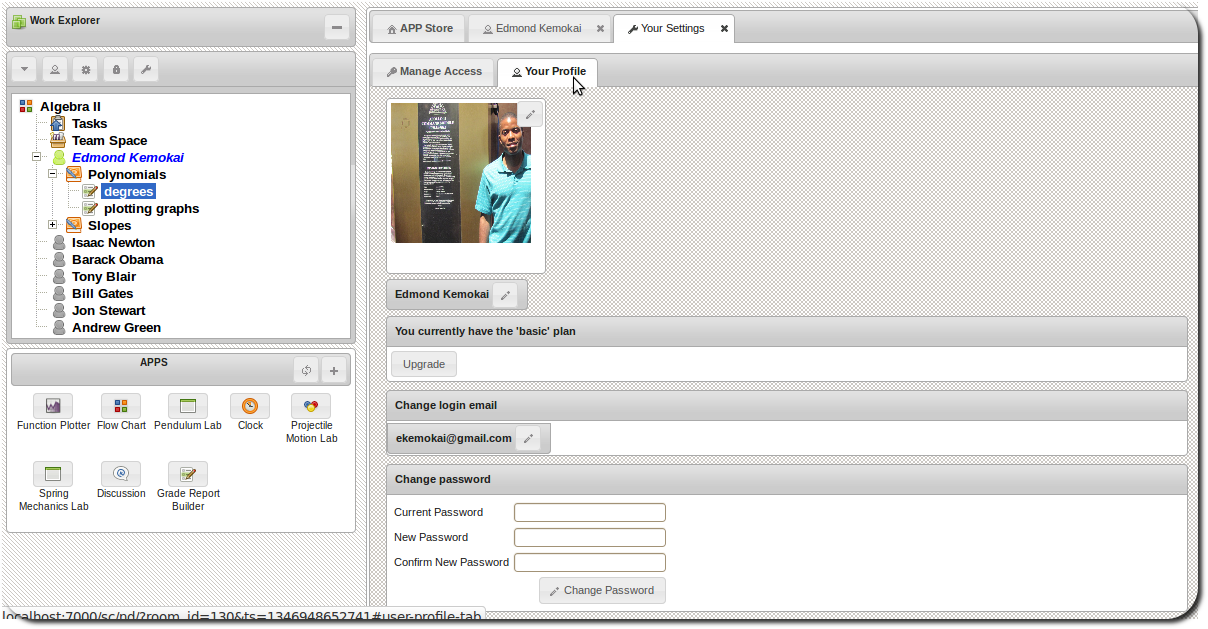 Work Explorer
Algebra II
Tasks
Team Space
Edmond Kemokai
Polynomials
degrees
plotting graphs
Slopes
Isaac Newton
Barack Obama
Tony Blair
Bill Gates
Jon Stewart
Andrew Green
APPS
Function Plotter
Flow Chart
Pendulum Lab
Clock
Projectile
Motion Lab
Spring
Mechanics Lab
Discussion
Grade Report
Builder
APP Store
Edmond Kemokai
Your Settings
Manage Access
Your Profile
Edmond Kemokai
You currently have the 'basic' plan
Upgrade
Change login email
ekemokai@gmail.com
Change password
Current Password
New Password
Confirm New Password
Change Password
localhost:7000/sc/nd/?room_id=130&ts=1346948652741#user-profile-tab